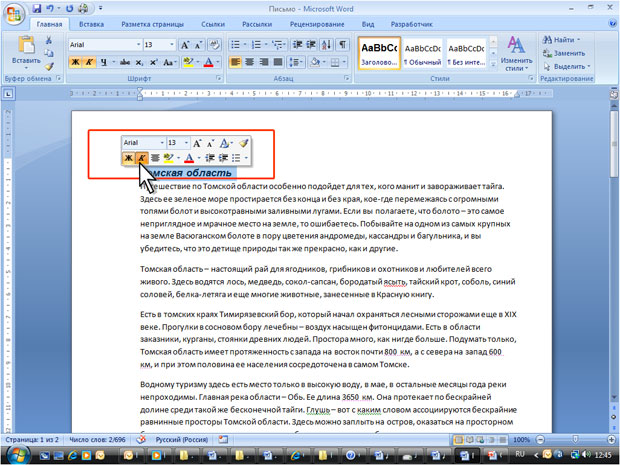 Письмо - Microsoft Word
Главная Вставка Разметка страницы Ссылки Рассылки Рецензирование Вид Разработчик
Вставить
Arial 13
Ж К Ч abc x₂ x² Aa
AaBbCc AaBbCcDc AaBbCcDc
Заголово... ¶ Обычный ¶ Без инте...
Изменить стили
Найти
Заменить
Выделить
Буфер обмена Шрифт Абзац Стили Редактирование
Arial 13
Ж К
мская область
тешествие по Томской области особенно подойдет для тех, кого манит и завораживает тайга.
Здесь ее зеленое море простирается без конца и без края, кое-где перемежаясь с огромными
топями болот и высокотравными заливными лугами. Если вы полагаете, что болото – это самое
неприглядное и мрачное место на земле, то ошибаетесь. Побывайте на одном из самых крупных
на земле Васюганском болоте в пору цветения андромеды, кассандры и багульника, и вы
убедитесь, что это детище природы так же прекрасно, как и другие.
Томская область – настоящий рай для ягодников, грибников и охотников и любителей всего
живого. Здесь водятся лось, медведь, сокол-сапсан, бородатый ясыть, тайский крот, соболь, синий
соловей, белка-летяга и еще многие животные, занесенные в Красную книгу.
Есть в томских краях Тимирязевский бор, который начал охраняться лесными сторожами еще в XIX
веке. Прогулки в сосновом бору лечебны – воздух насыщен фитонцидами. Есть в области
заказники, курганы, стоянки древних людей. Простора много, как нигде больше. Подумать только,
Томская область имеет протяженность с запада на восток почти 800 км, а с севера на запад 600
км, и при этом половина ее населения сосредоточена в самом Томске.
Водному туризму здесь есть место только в высокую воду, в мае, в остальные месяцы года реки
непроходимы. Главная река области – Обь. Ее длина 3650 км. Она протекает по бескрайней
долине среди такой же бесконечной тайги. Глушь – вот с каким словом ассоциируются бескрайние
равнинные просторы Томской области. Здесь можно заплыть на остров, оказаться на просторном
Страница: 1 из 2 Число слов: 2/696 Русский (Россия) 100%
RU 12:45